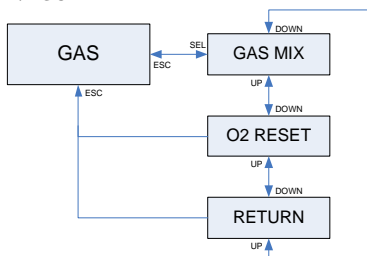 DOWN
GAS
SEL
ESC
GAS MIX
ESC
UP
DOWN
O2 RESET
UP
DOWN
RETURN
UP